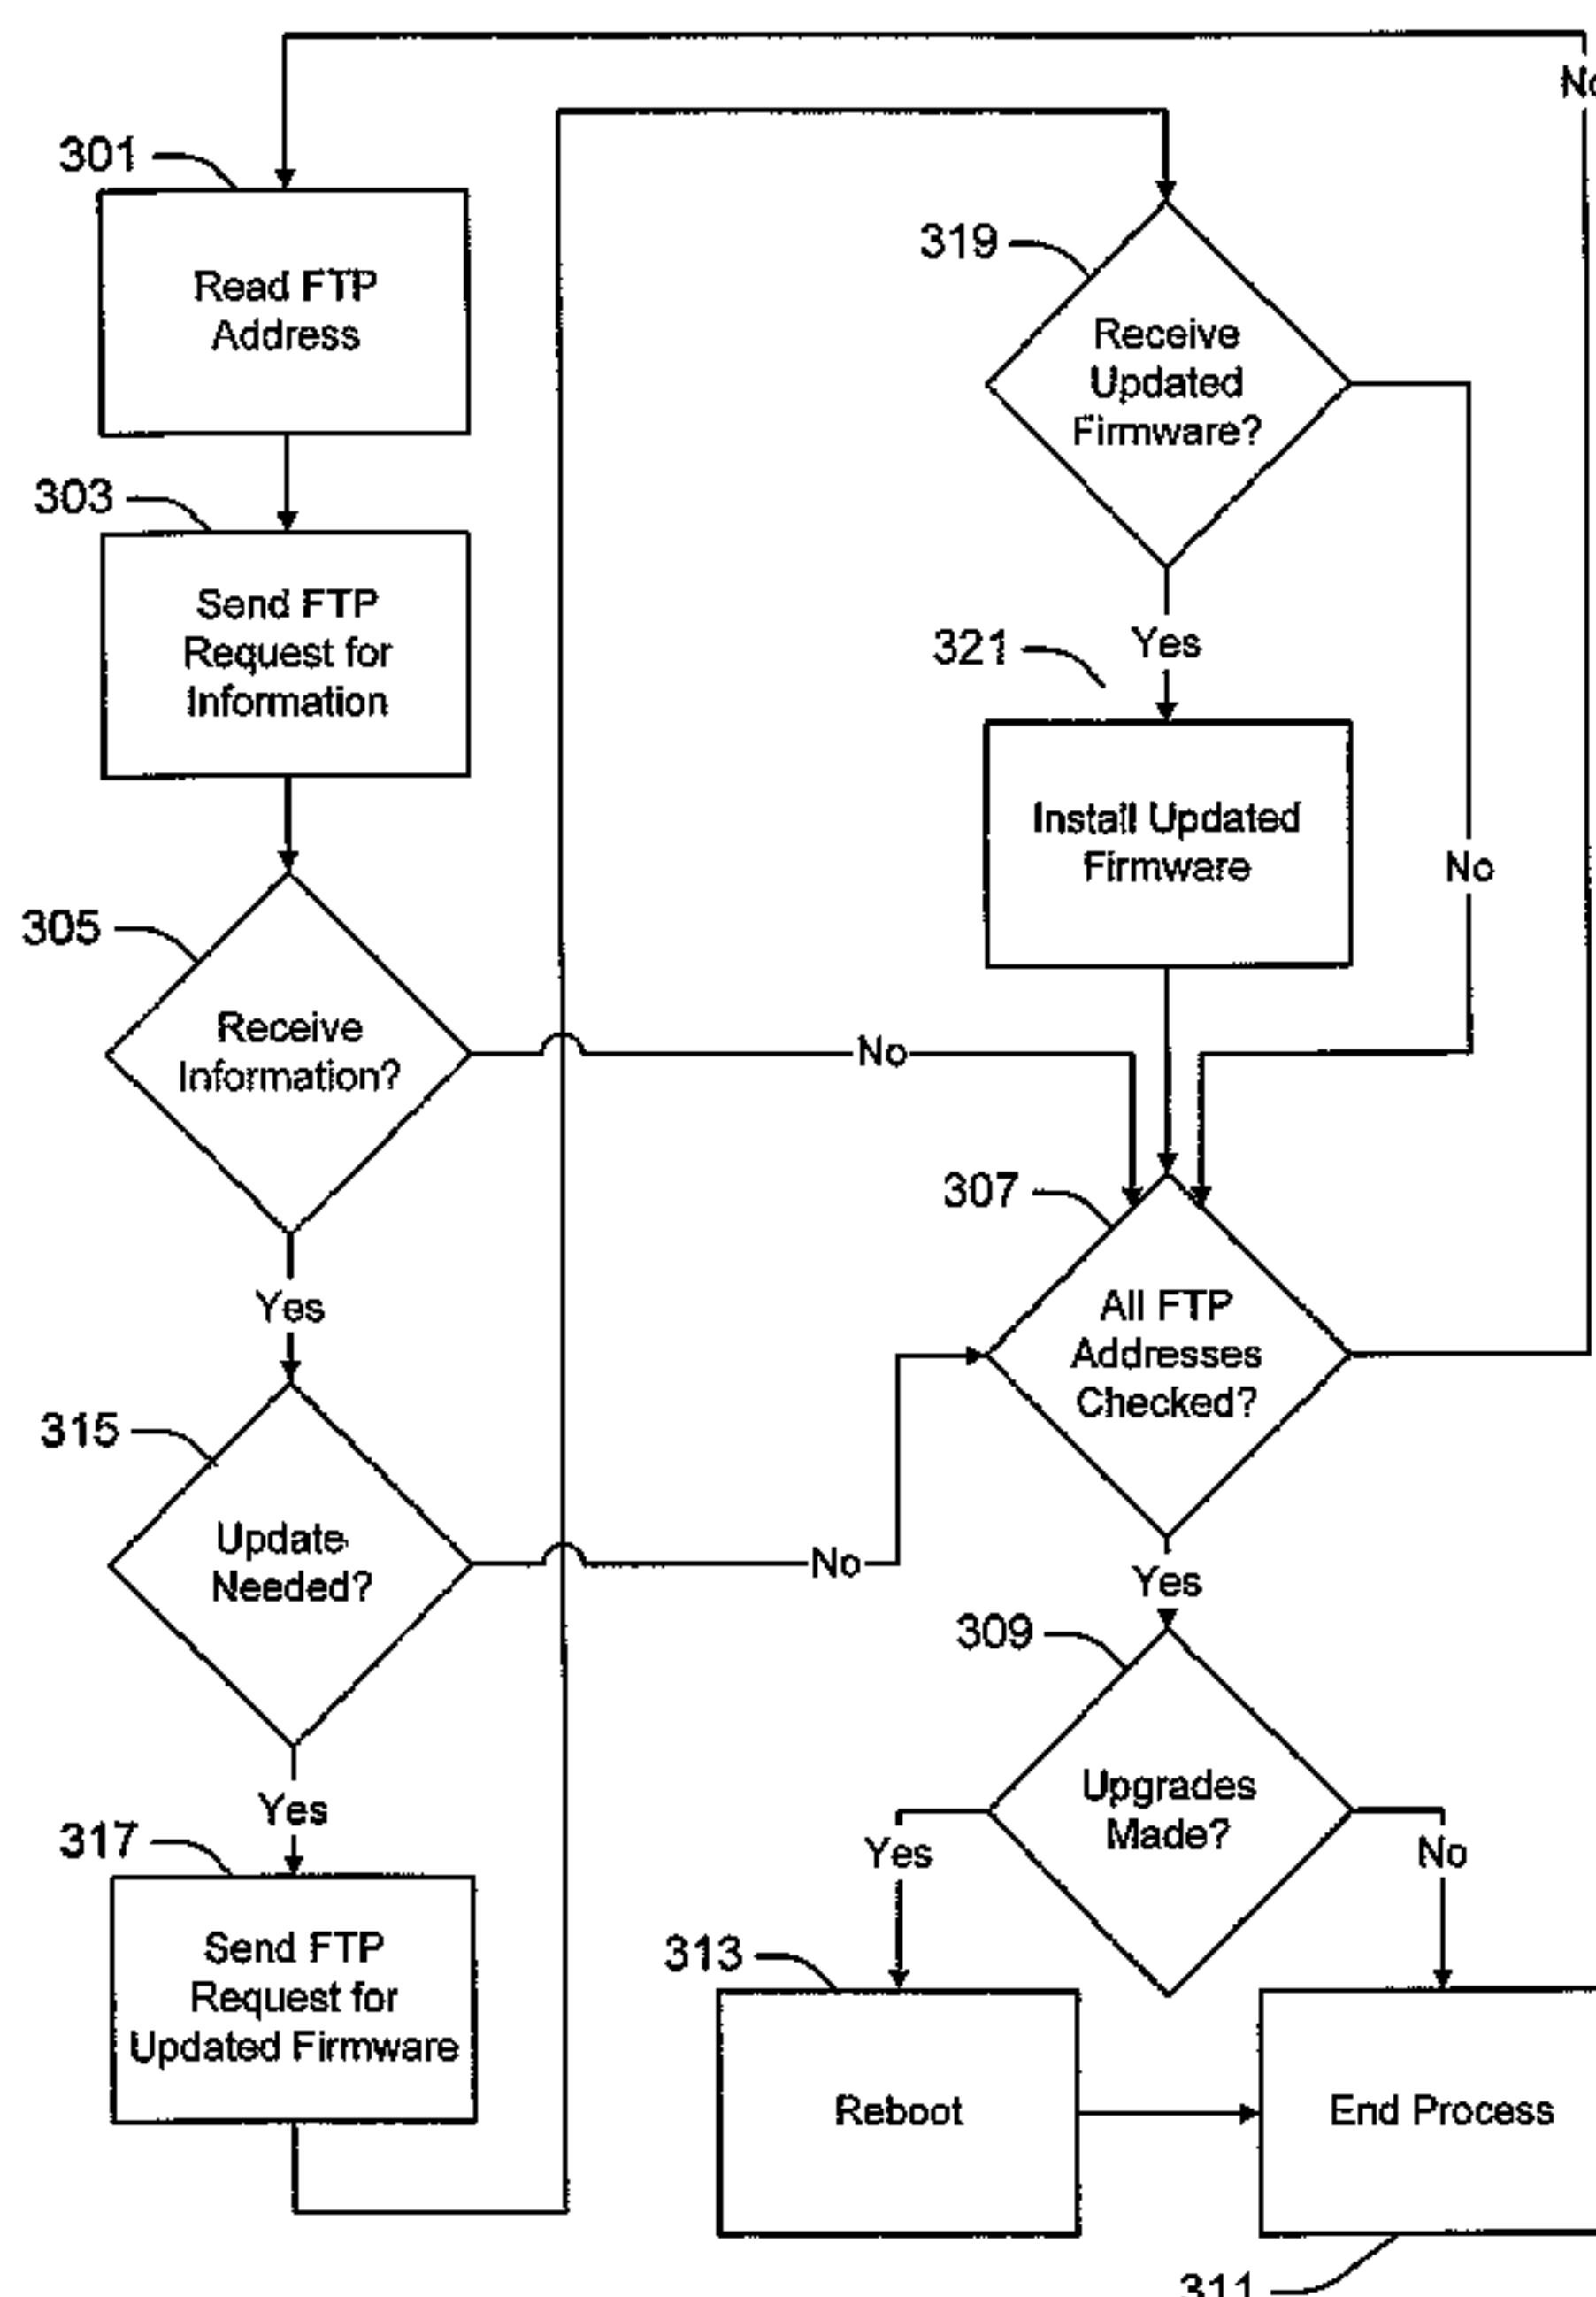 No
301
Read FTP
Address
303
Send FTP
Request for
Information
305
Receive
Information?
No
Yes
315
Update
Needed?
No
Yes
317
Send FTP
Request for
Updated Firmware
319
Receive
Updated
Firmware?
No
Yes
321
Install Updated
Firmware
307
All FTP
Addresses
Checked?
Yes
309
Upgrades
Made?
Yes
No
313
Reboot
End Process
311